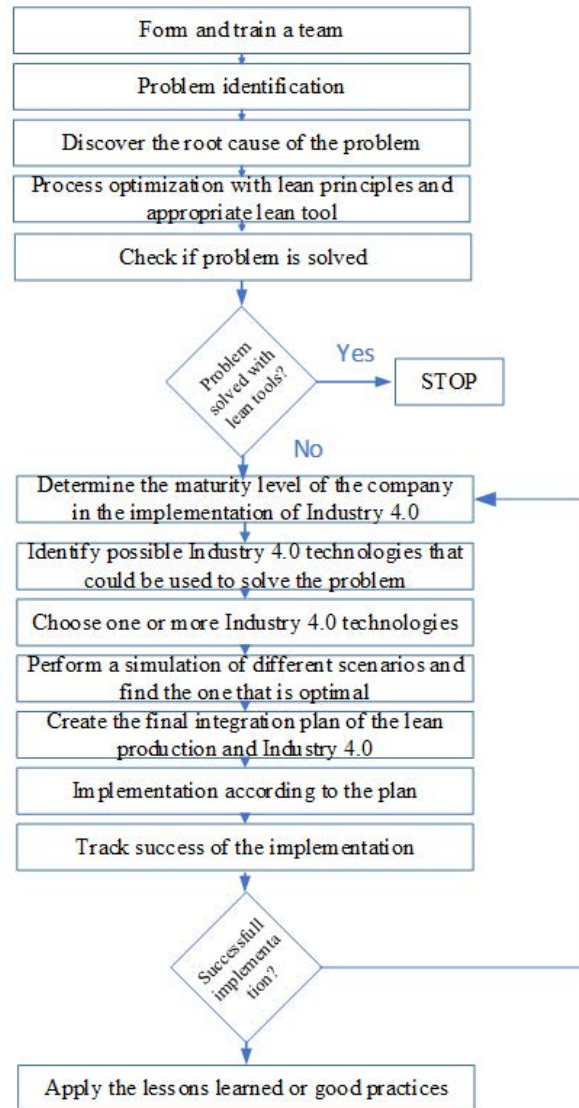 Form and train a team
Problem identification
Discover the root cause of the problem
Process optimization with lean principles and
appropriate lean tool
Check if problem is solved
Problem
solved with
lean tools?
Yes
STOP
No
Determine the maturity level of the company
in the implementation of Industry 4.0
Identify possible Industry 4.0 technologies that
could be used to solve the problem
Choose one or more Industry 4.0 technologies
Perform a simulation of different scenarios and
find the one that is optimal
Create the final integration plan of the lean
production and Industry 4.0
Implementation according to the plan
Track success of the implementation
Successfull
implementa
tion?
Apply the lessons learned or good practices